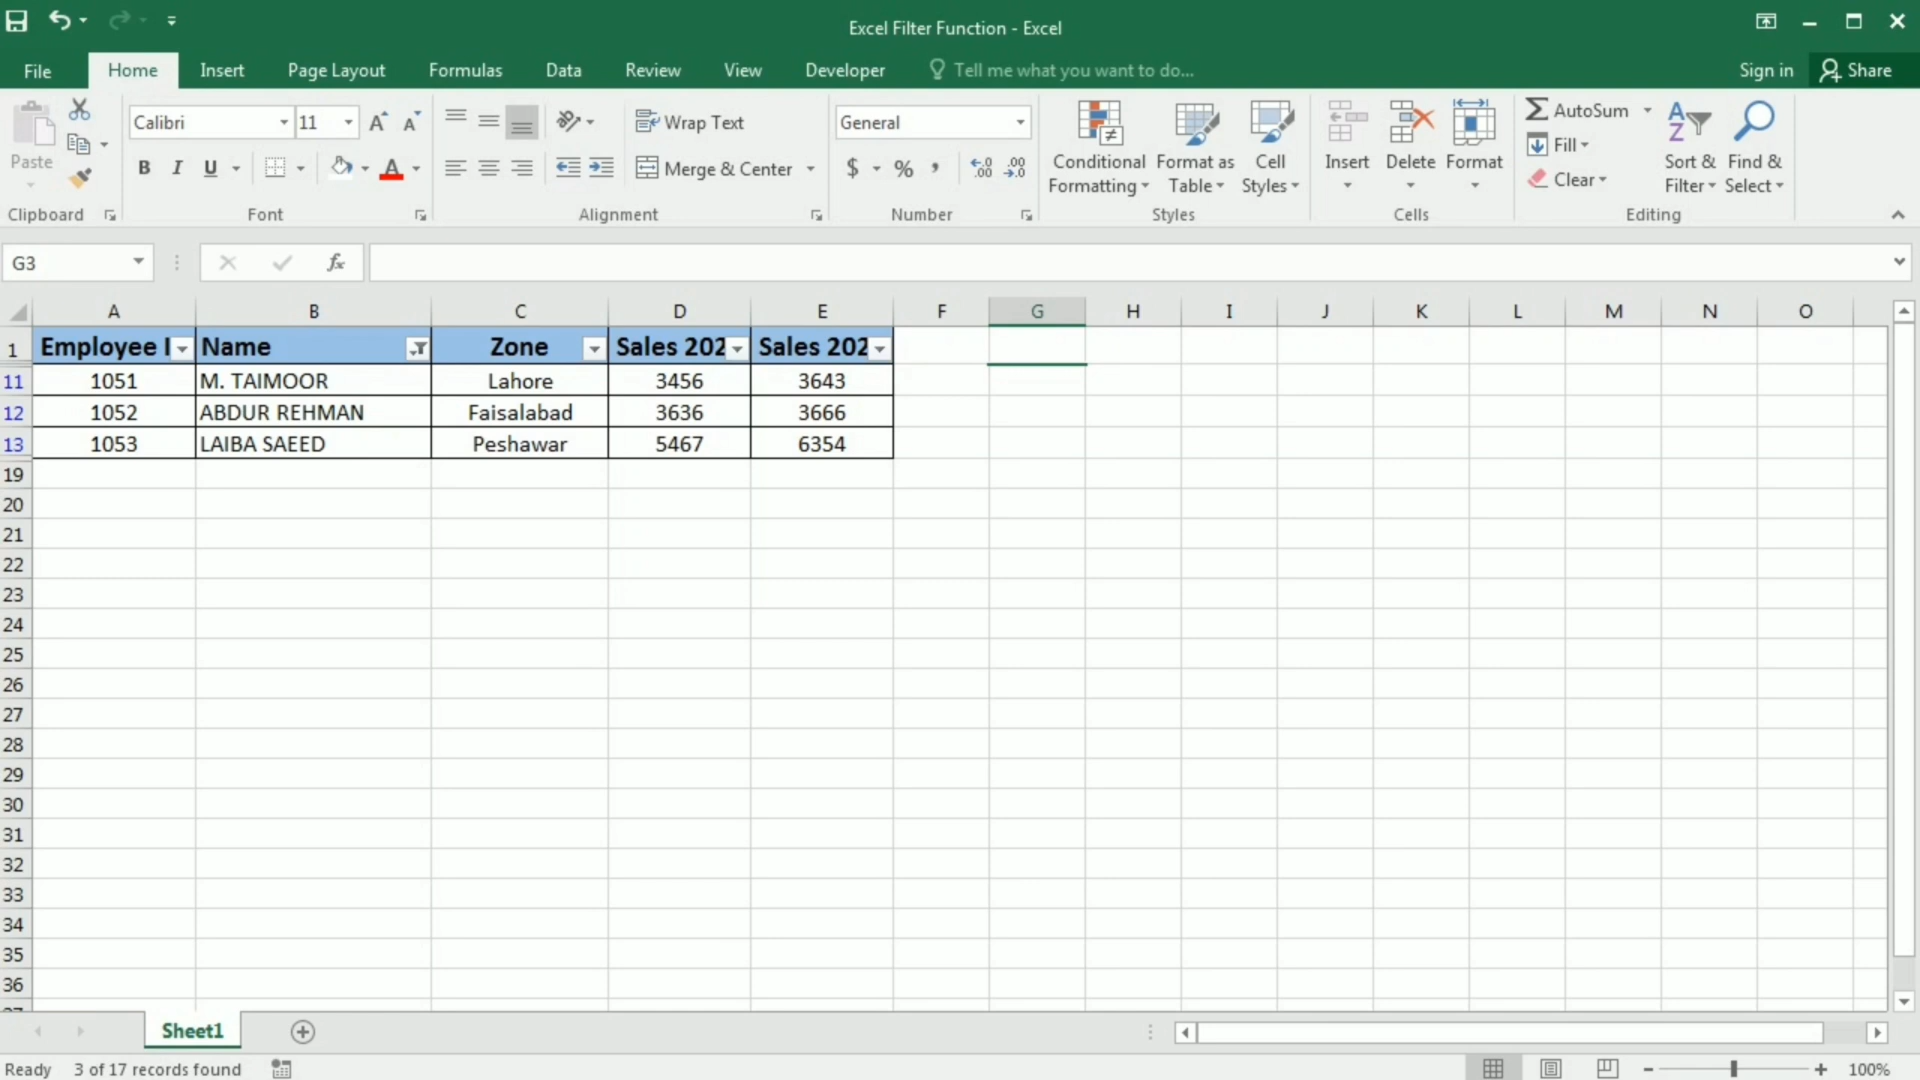 Excel Filter Function - Excel
File Home Insert Page Layout Formulas Data Review View Developer Tell me what you want to do... Sign in Share
Paste
Calibri 11
Wrap Text
General
Conditional Formatting
Format as Table
Cell Styles
Insert
Delete
Format
AutoSum
Fill
Clear
Sort & Filter
Find & Select
B I U A
Merge & Center
$ % ,
Clipboard Font Alignment Number Styles Cells Editing
G3 fx
A B C D E F G H I J K L M N O
1 Employee I Name Zone Sales 202 Sales 202
11 1051 M. TAIMOOR Lahore 3456 3643
12 1052 ABDUR REHMAN Faisalabad 3636 3666
13 1053 LAIBA SAEED Peshawar 5467 6354
19
20
21
22
23
24
25
26
27
28
29
30
31
32
33
34
35
36
Sheet1
Ready 3 of 17 records found 100%